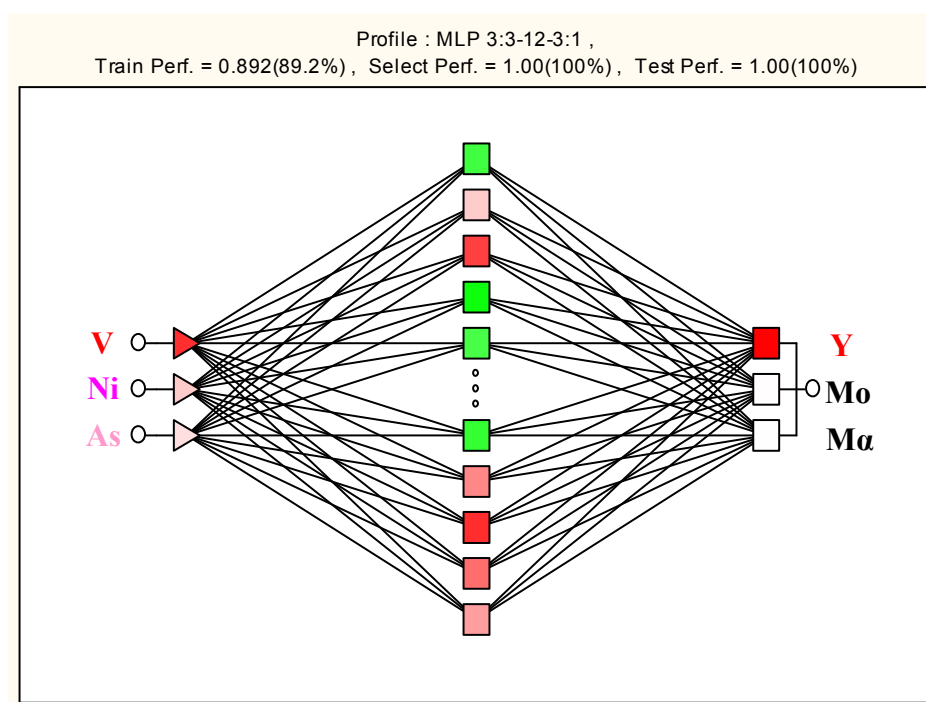 Profile : MLP 3:3-12-3:1 ,
Train Perf. = 0.892(89.2%) , Select Perf. = 1.00(100%) , Test Perf. = 1.00(100%)
V
Y
Ni
Mo
As
Mα